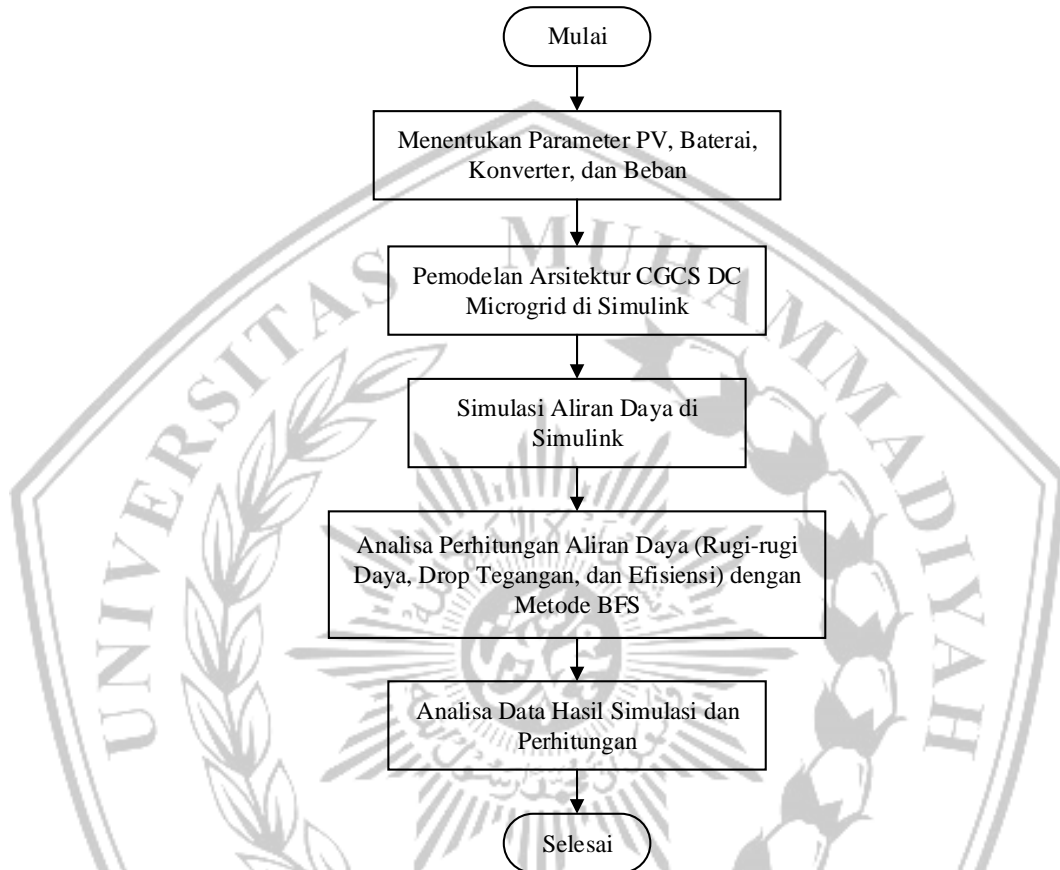 Mulai
Menentukan Parameter PV, Baterai,
Konverter, dan Beban
Pemodelan Arsitektur CGCS DC
Microgrid di Simulink
Simulasi Aliran Daya di
Simulink
Analisa Perhitungan Aliran Daya (Rugi-rugi
Daya, Drop Tegangan, dan Efisiensi) dengan
Metode BFS
Analisa Data Hasil Simulasi dan
Perhitungan
Selesai
UNIVERSITAS MUHAMMADIYAH